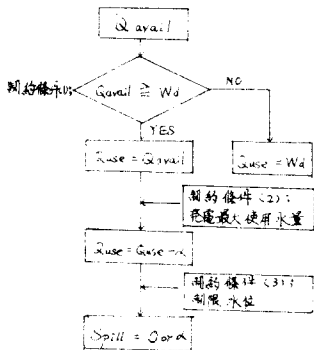 Q avail
制約條件(1):
Qavail ≧ Wd
NO
YES
Quse = Qavail
Quse = Wd
制約條件(2):
発電最大使用水量
Quse = Quse - α
制約條件(3):
制限水位
Spill = 0 or α